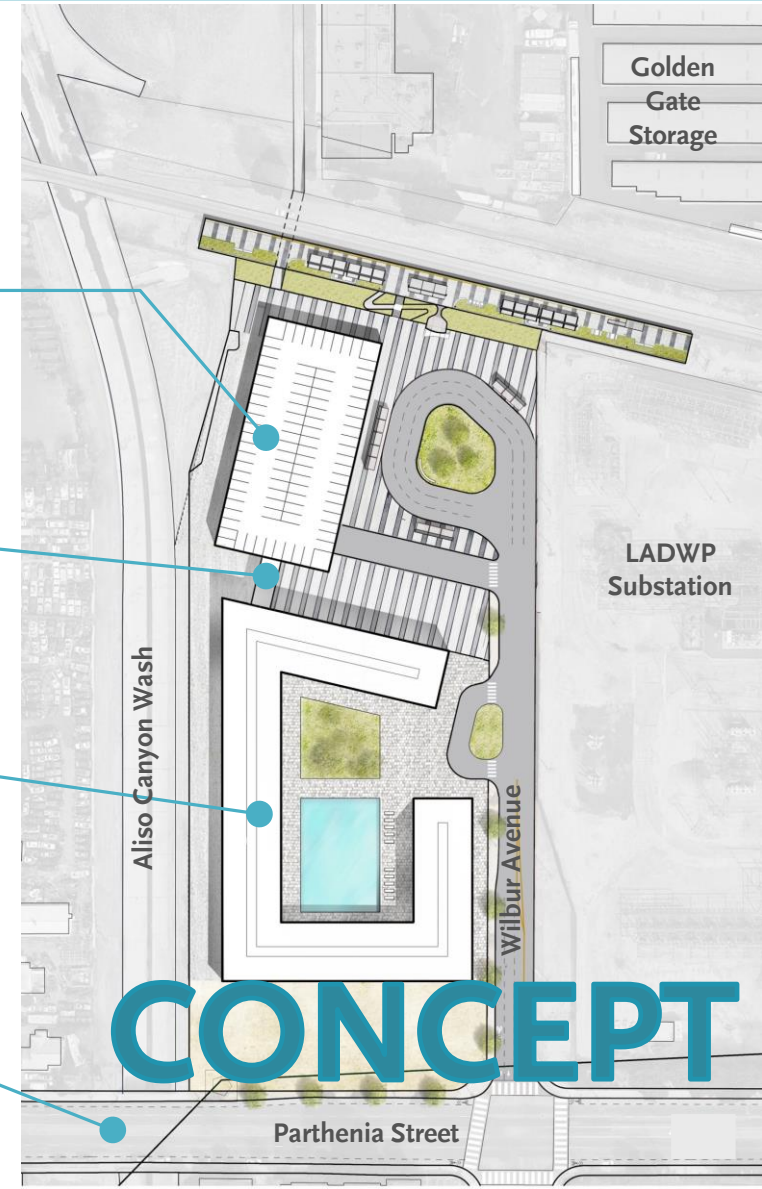 Golden
Gate
Storage
LADWP
Substation
Aliso Canyon Wash
Wilbur Avenue
CONCEPT
Parthenia Street